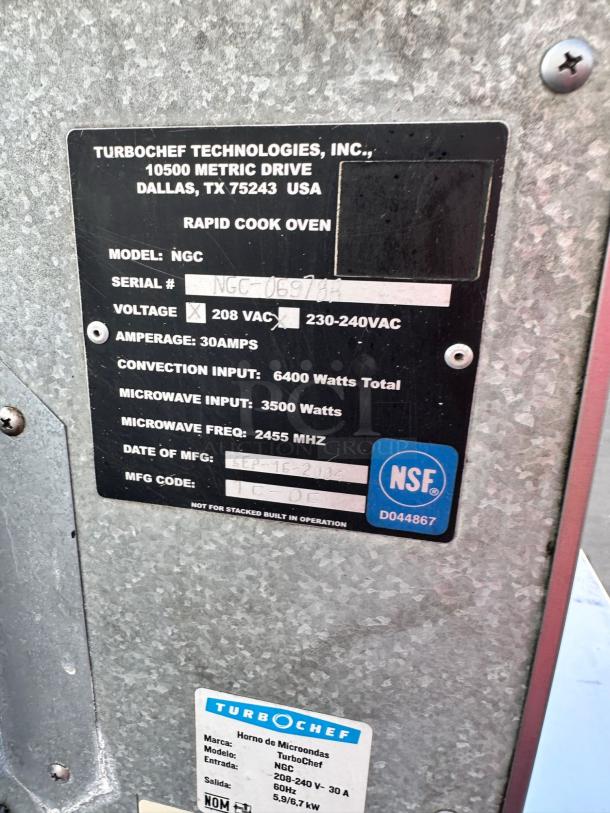 TURBOCHEF TECHNOLOGIES, INC.,
10500 METRIC DRIVE
DALLAS, TX 75243 USA
RAPID COOK OVEN
MODEL: NGC
SERIAL #
VOLTAGE X 208 VAC X 230-240VAC
AMPERAGE: 30AMPS
CONVECTION INPUT: 6400 Watts Total
MICROWAVE INPUT: 3500 Watts
MICROWAVE FREQ: 2455 MHZ
DATE OF MFG:
MFG CODE:
NOT FOR STACKED BUILT IN OPERATION
NSF®
D044867
PCI
AUCTION GROUP
TURBOCHEF
Horno de Microondas
Marca: TurboChef
Modelo: NGC
Entrada: 208-240 V- 30 A
60Hz
Salida: 5,9/6,7 kW
NOM